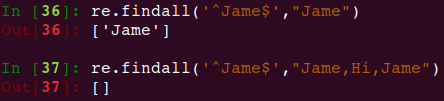 In [36]: re.findall('^Jame$',"Jame")
Out[36]: ['Jame']
In [37]: re.findall('^Jame$',"Jame,Hi,Jame")
Out[37]: []